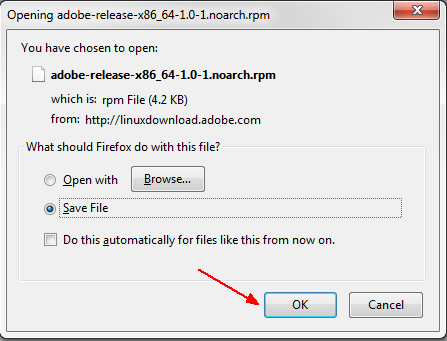 Opening adobe-release-x86_64-1.0-1.noarch.rpm
You have chosen to open:
adobe-release-x86_64-1.0-1.noarch.rpm
which is: rpm File (4.2 KB)
from: http://linuxdownload.adobe.com
What should Firefox do with this file?
Open with Browse...
Save File
Do this automatically for files like this from now on.
OK Cancel